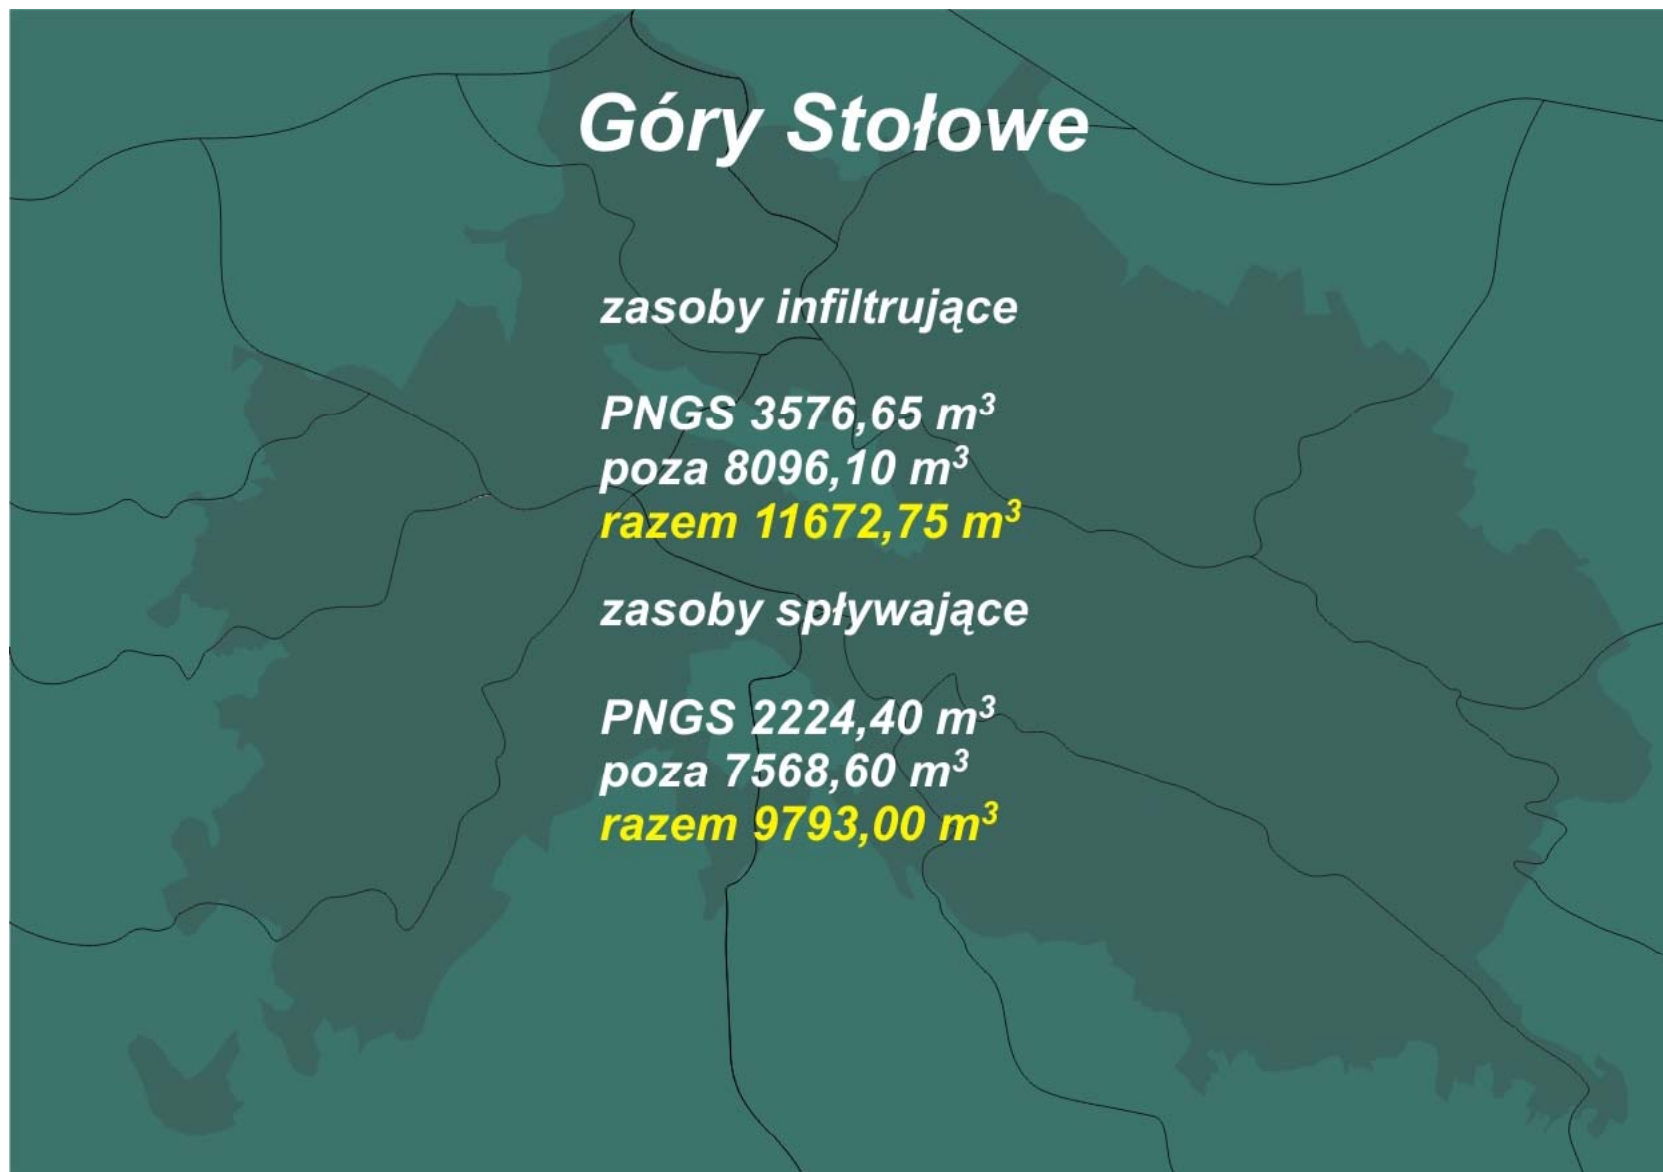 Góry Stołowe
zasoby infiltrujące
PNGS 3576,65 m³
poza 8096,10 m³
razem 11672,75 m³
zasoby spływające
PNGS 2224,40 m³
poza 7568,60 m³
razem 9793,00 m³